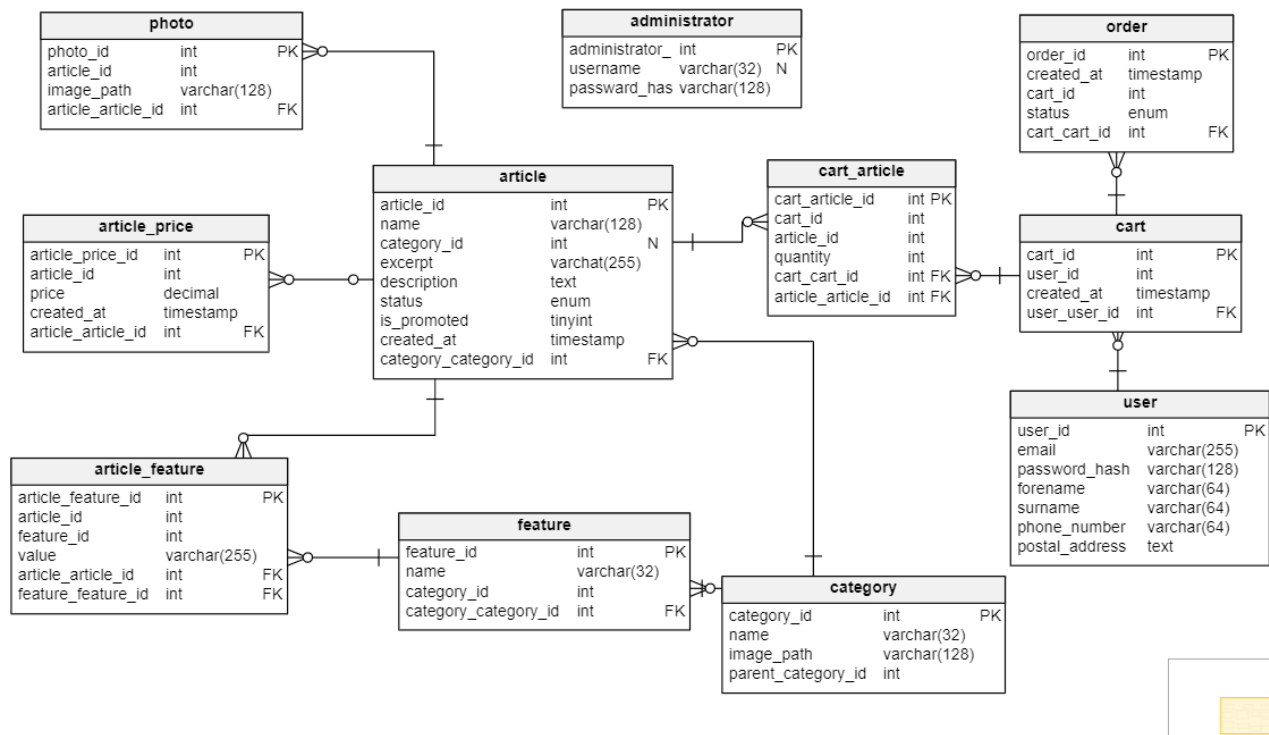 photo
photo_id int PK
article_id int
image_path varchar(128)
article_article_id int FK
administrator
administrator_ int PK
username varchar(32) N
passward_has varchar(128)
order
order_id int PK
created_at timestamp
cart_id int
status enum
cart_cart_id int FK
article
article_id int PK
name varchar(128)
category_id int N
excerpt varchat(255)
description text
status enum
is_promoted tinyint
created_at timestamp
category_category_id int FK
cart_article
cart_article_id int PK
cart_id int
article_id int
quantity int
cart_cart_id int FK
article_article_id int FK
article_price
article_price_id int PK
article_id int
price decimal
created_at timestamp
article_article_id int FK
cart
cart_id int PK
user_id int
created_at timestamp
user_user_id int FK
user
user_id int PK
email varchar(255)
password_hash varchar(128)
forename varchar(64)
surname varchar(64)
phone_number varchar(64)
postal_address text
article_feature
article_feature_id int PK
article_id int
feature_id int
value varchar(255)
article_article_id int FK
feature_feature_id int FK
feature
feature_id int PK
name varchar(32)
category_id int
category_category_id int FK
category
category_id int PK
name varchar(32)
image_path varchar(128)
parent_category_id int